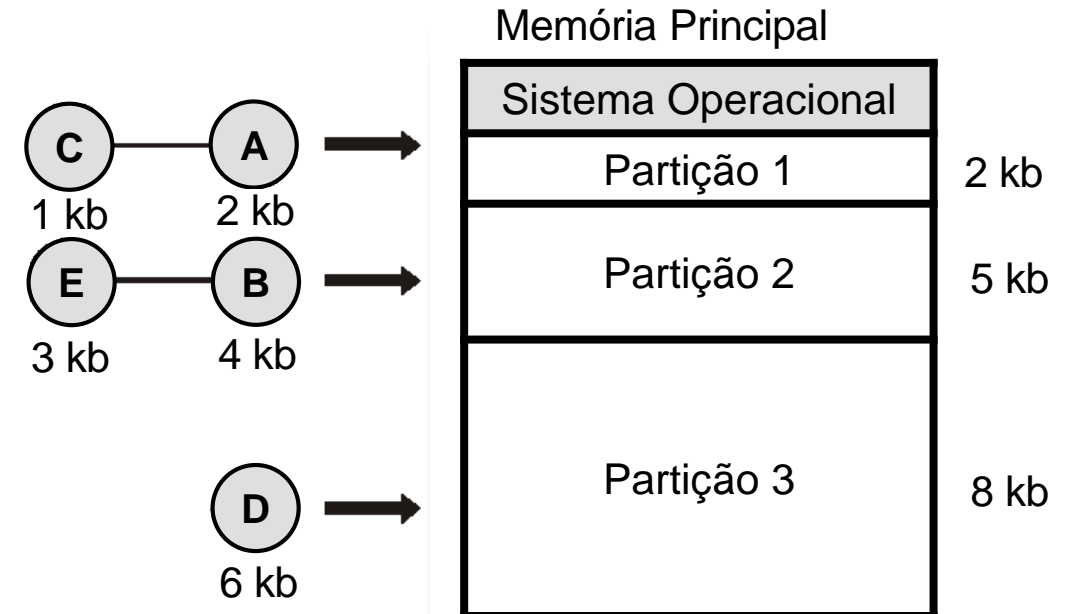 Memória Principal
Sistema Operacional
C A Partição 1 2 kb
1 kb 2 kb
E B Partição 2 5 kb
3 kb 4 kb
D Partição 3 8 kb
6 kb